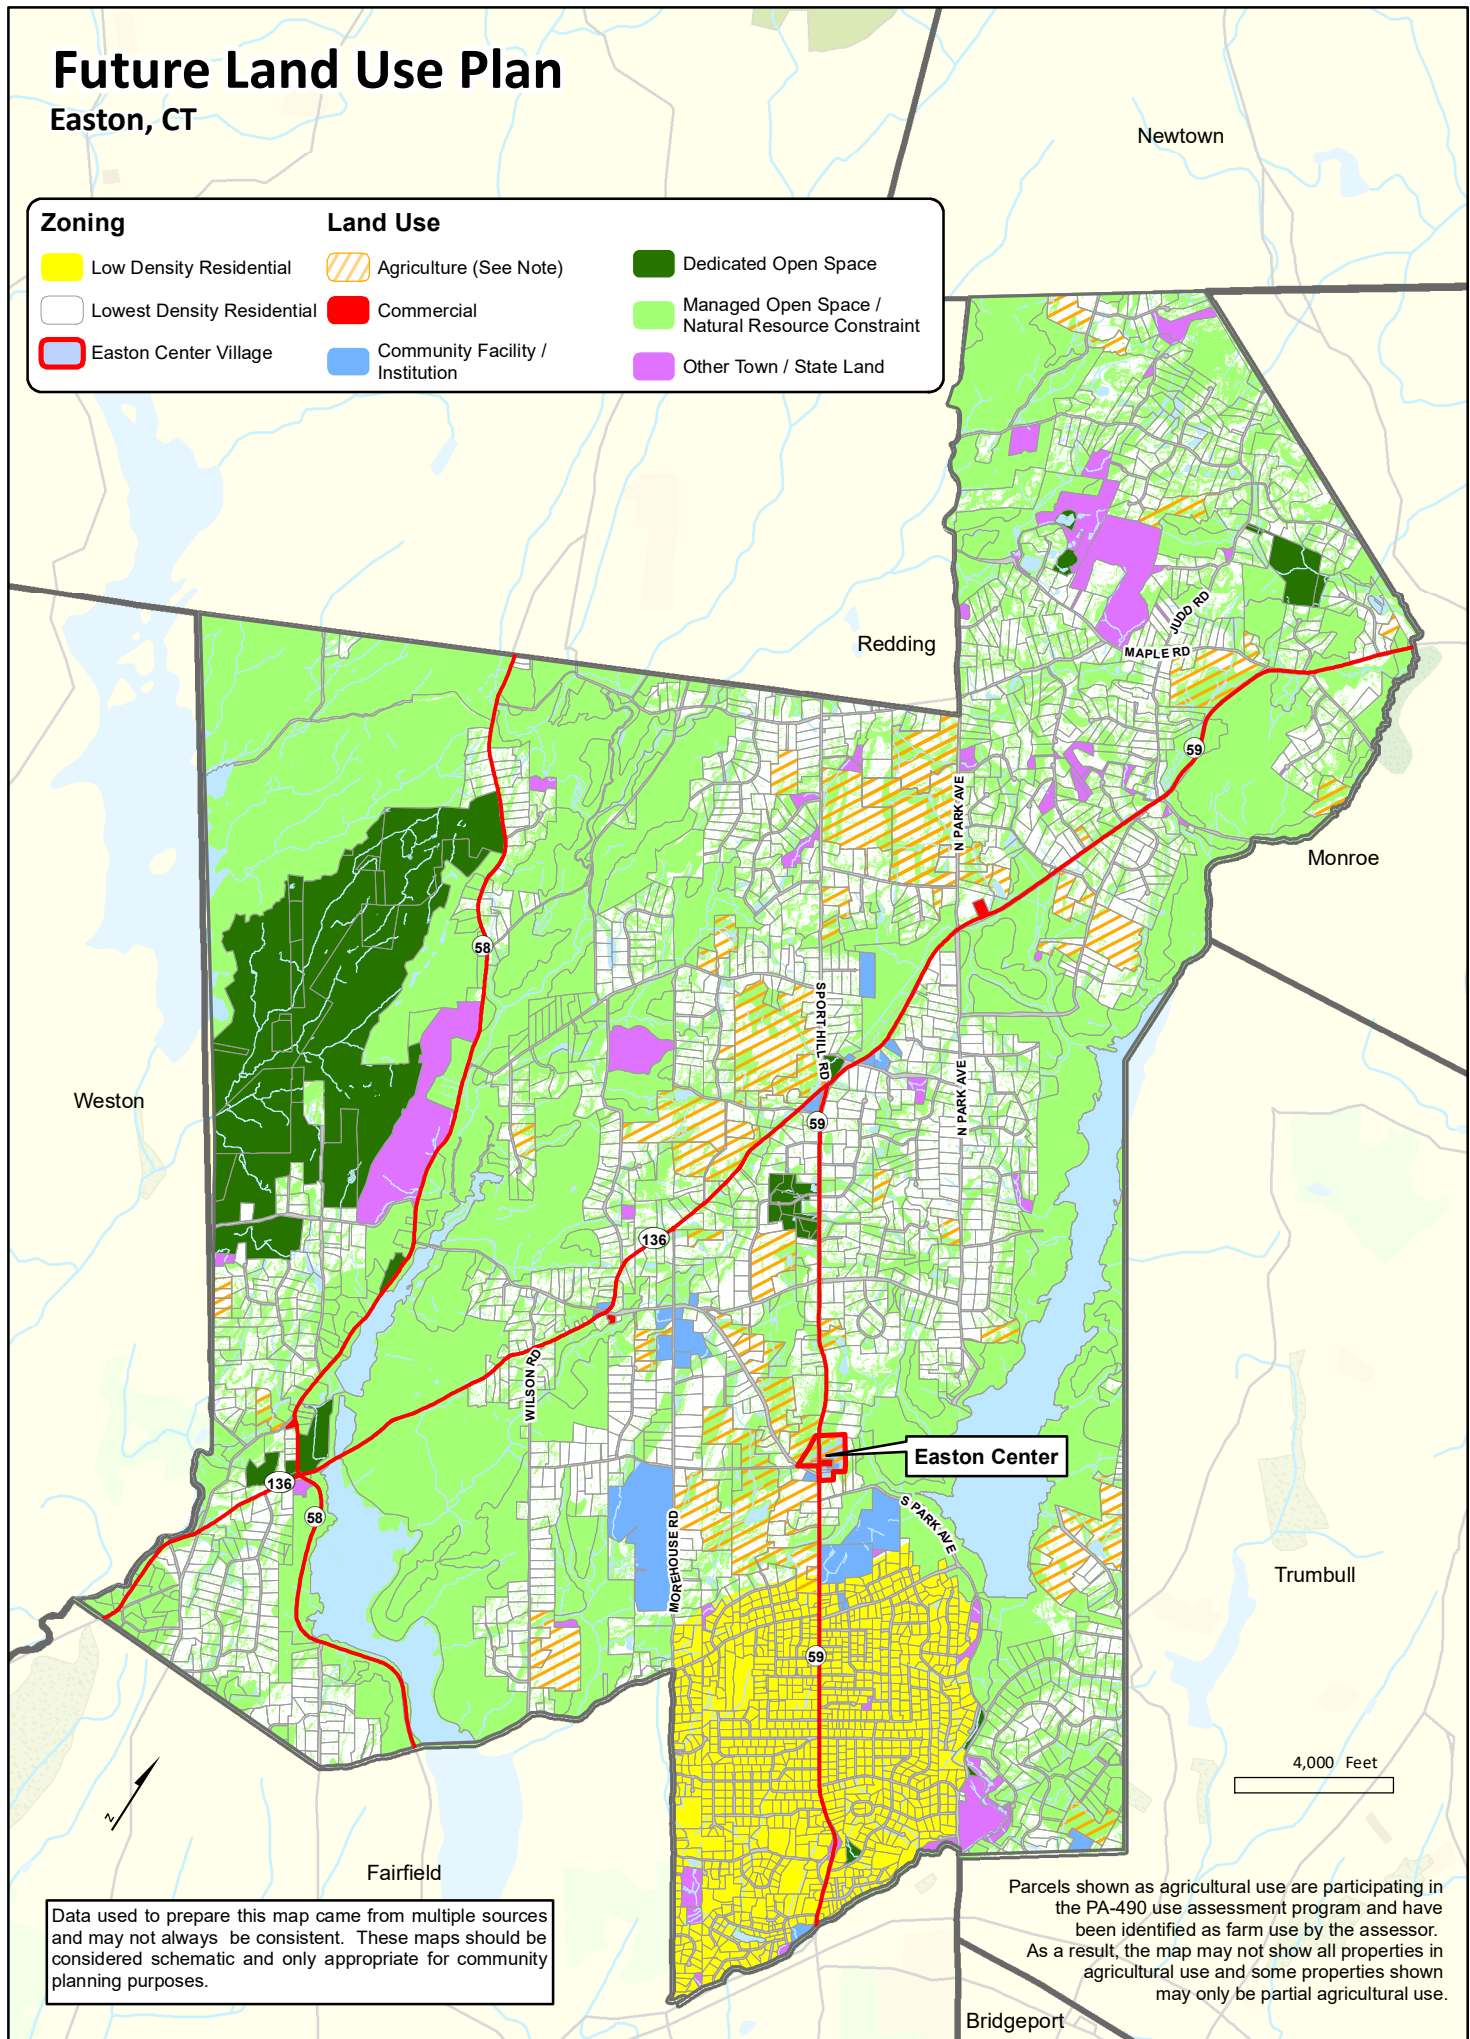 Future Land Use Plan
Easton, CT
Zoning
Low Density Residential
Lowest Density Residential
Easton Center Village
Land Use
Agriculture (See Note)
Commercial
Community Facility /
Institution
Dedicated Open Space
Managed Open Space /
Natural Resource Constraint
Other Town / State Land
Newtown
Redding
JUDD RD
MAPLE RD
59
N PARK AVE
Monroe
58
SPORT HILL RD
N PARK AVE
Weston
59
136
WILSON RD
Easton Center
136
58
MOREHOUSE RD
S PARK AVE
Trumbull
59
N
4,000 Feet
Fairfield
Data used to prepare this map came from multiple sources
and may not always be consistent. These maps should be
considered schematic and only appropriate for community
planning purposes.
Parcels shown as agricultural use are participating in
the PA-490 use assessment program and have
been identified as farm use by the assessor.
As a result, the map may not show all properties in
agricultural use and some properties shown
may only be partial agricultural use.
Bridgeport